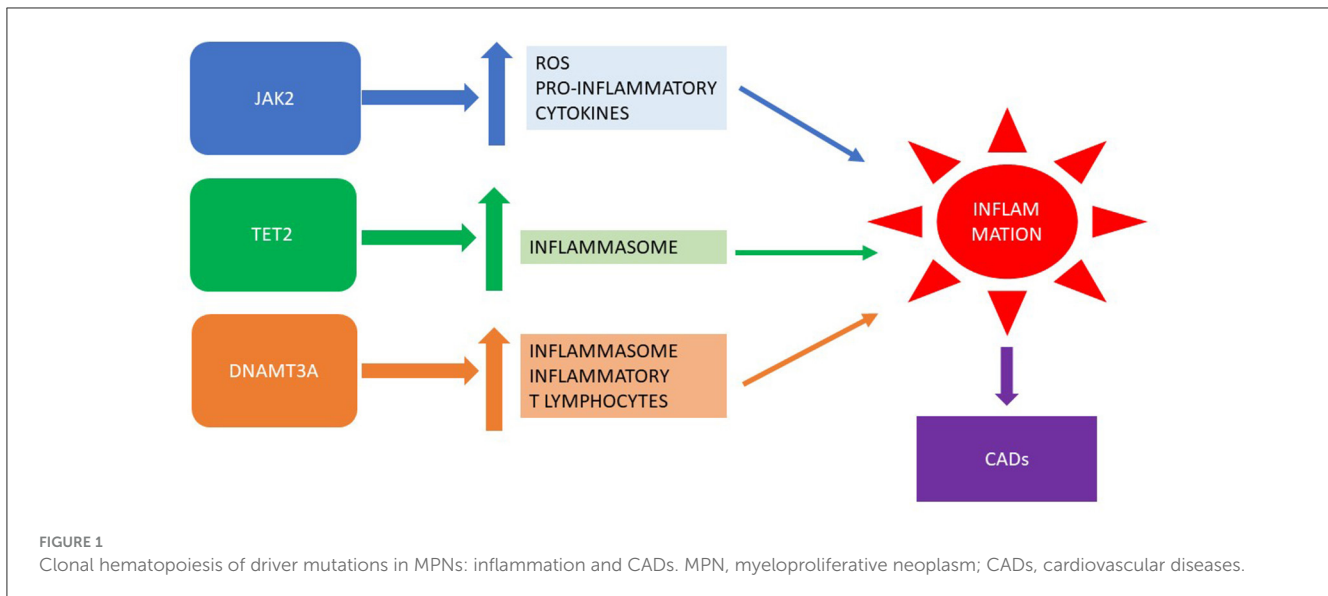 JAK2
ROS
PRO-INFLAMMATORY
CYTOKINES
TET2
INFLAMMASOME
DNAMT3A
INFLAMMASOME
INFLAMMATORY
T LYMPHOCYTES
INFLAM
MATION
CADs
FIGURE 1
Clonal hematopoiesis of driver mutations in MPNs: inflammation and CADs. MPN, myeloproliferative neoplasm; CADs, cardiovascular diseases.